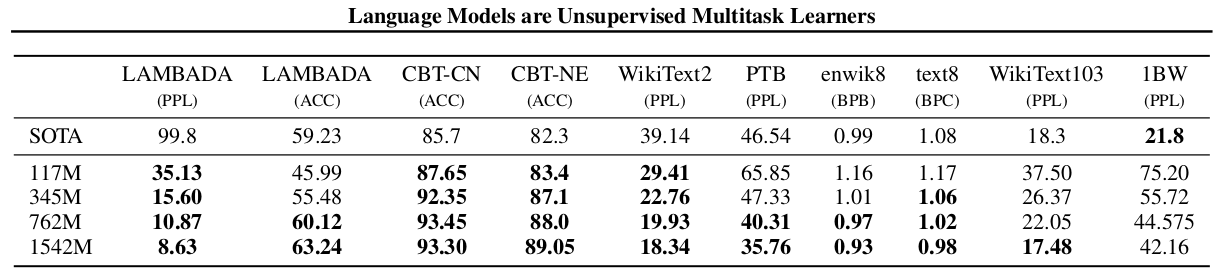 Language Models are Unsupervised Multitask Learners
LAMBADA LAMBADA CBT-CN CBT-NE WikiText2 PTB enwik8 text8 WikiText103 1BW
(PPL) (ACC) (ACC) (ACC) (PPL) (PPL) (BPB) (BPC) (PPL) (PPL)
SOTA 99.8 59.23 85.7 82.3 39.14 46.54 0.99 1.08 18.3 21.8
117M 35.13 45.99 87.65 83.4 29.41 65.85 1.16 1.17 37.50 75.20
345M 15.60 55.48 92.35 87.1 22.76 47.33 1.01 1.06 26.37 55.72
762M 10.87 60.12 93.45 88.0 19.93 40.31 0.97 1.02 22.05 44.575
1542M 8.63 63.24 93.30 89.05 18.34 35.76 0.93 0.98 17.48 42.16